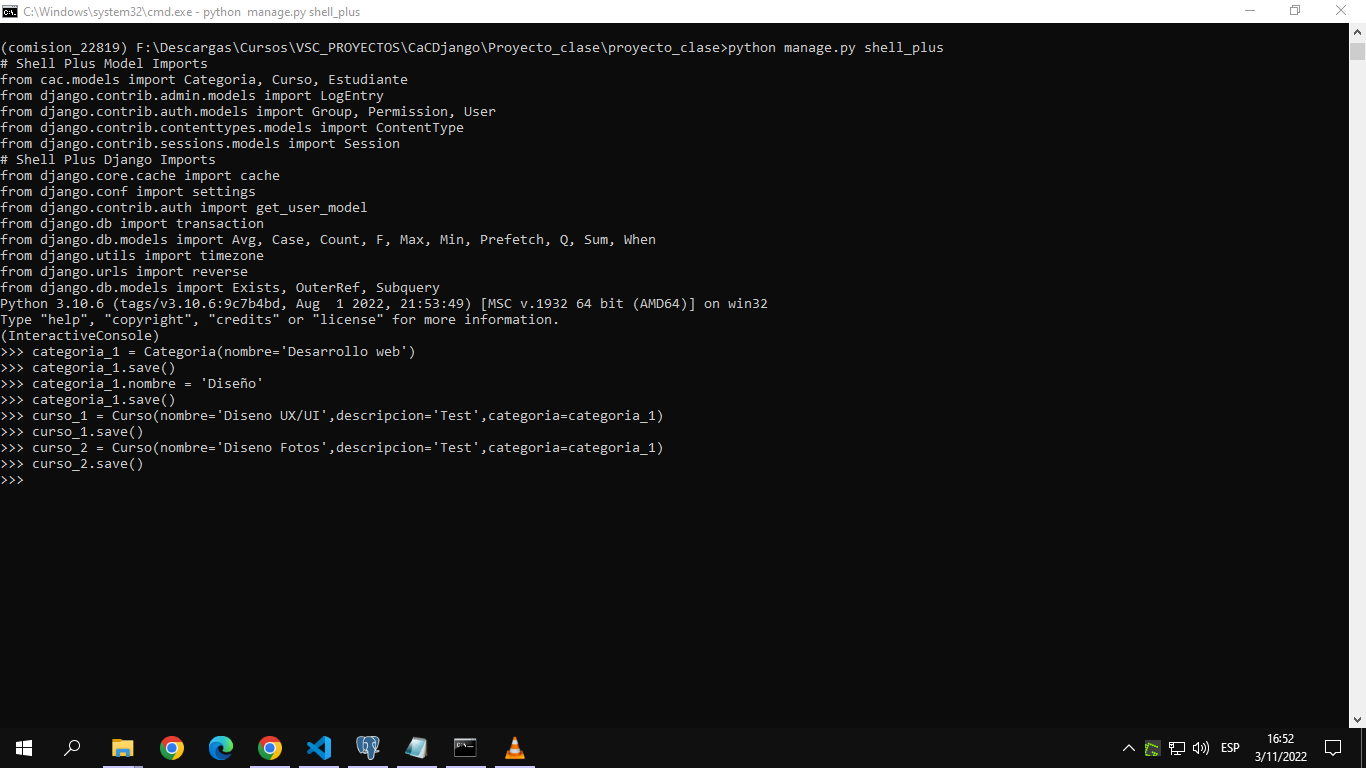 C:\Windows\system32\cmd.exe - python  manage.py shell_plus
(comision_22819) F:\Descargas\Cursos\VSC_PROYECTOS\CaCDjango\Proyecto_clase\proyecto_clase>python manage.py shell_plus
# Shell Plus Model Imports
from cac.models import Categoria, Curso, Estudiante
from django.contrib.admin.models import LogEntry
from django.contrib.auth.models import Group, Permission, User
from django.contrib.contenttypes.models import ContentType
from django.contrib.sessions.models import Session
# Shell Plus Django Imports
from django.core.cache import cache
from django.conf import settings
from django.contrib.auth import get_user_model
from django.db import transaction
from django.db.models import Avg, Case, Count, F, Max, Min, Prefetch, Q, Sum, When
from django.utils import timezone
from django.urls import reverse
from django.db.models import Exists, OuterRef, Subquery
Python 3.10.6 (tags/v3.10.6:9c7b4bd, Aug  1 2022, 21:53:49) [MSC v.1932 64 bit (AMD64)] on win32
Type "help", "copyright", "credits" or "license" for more information.
(InteractiveConsole)
>>> categoria_1 = Categoria(nombre='Desarrollo web')
>>> categoria_1.save()
>>> categoria_1.nombre = 'Diseño'
>>> categoria_1.save()
>>> curso_1 = Curso(nombre='Diseno UX/UI',descripcion='Test',categoria=categoria_1)
>>> curso_1.save()
>>> curso_2 = Curso(nombre='Diseno Fotos',descripcion='Test',categoria=categoria_1)
>>> curso_2.save()
>>>
ESP
16:52
3/11/2022